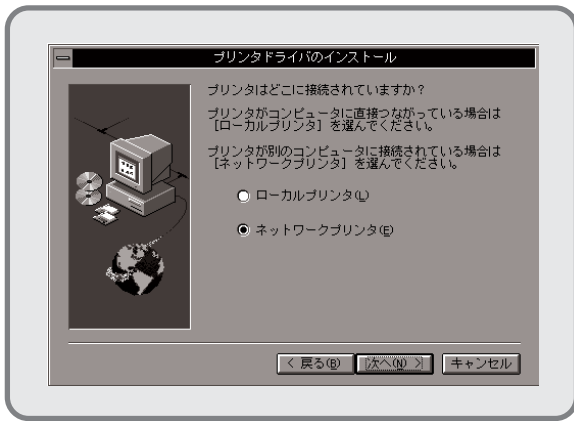 プリンタドライバのインストール
プリンタはどこに接続されていますか?
プリンタがコンピュータに直接つながっている場合は
[ローカルプリンタ] を選んでください。
プリンタが別のコンピュータに接続されている場合は
[ネットワークプリンタ] を選んでください。
ローカルプリンタ(L)
ネットワークプリンタ(E)
< 戻る(B) 次へ(N) > キャンセル